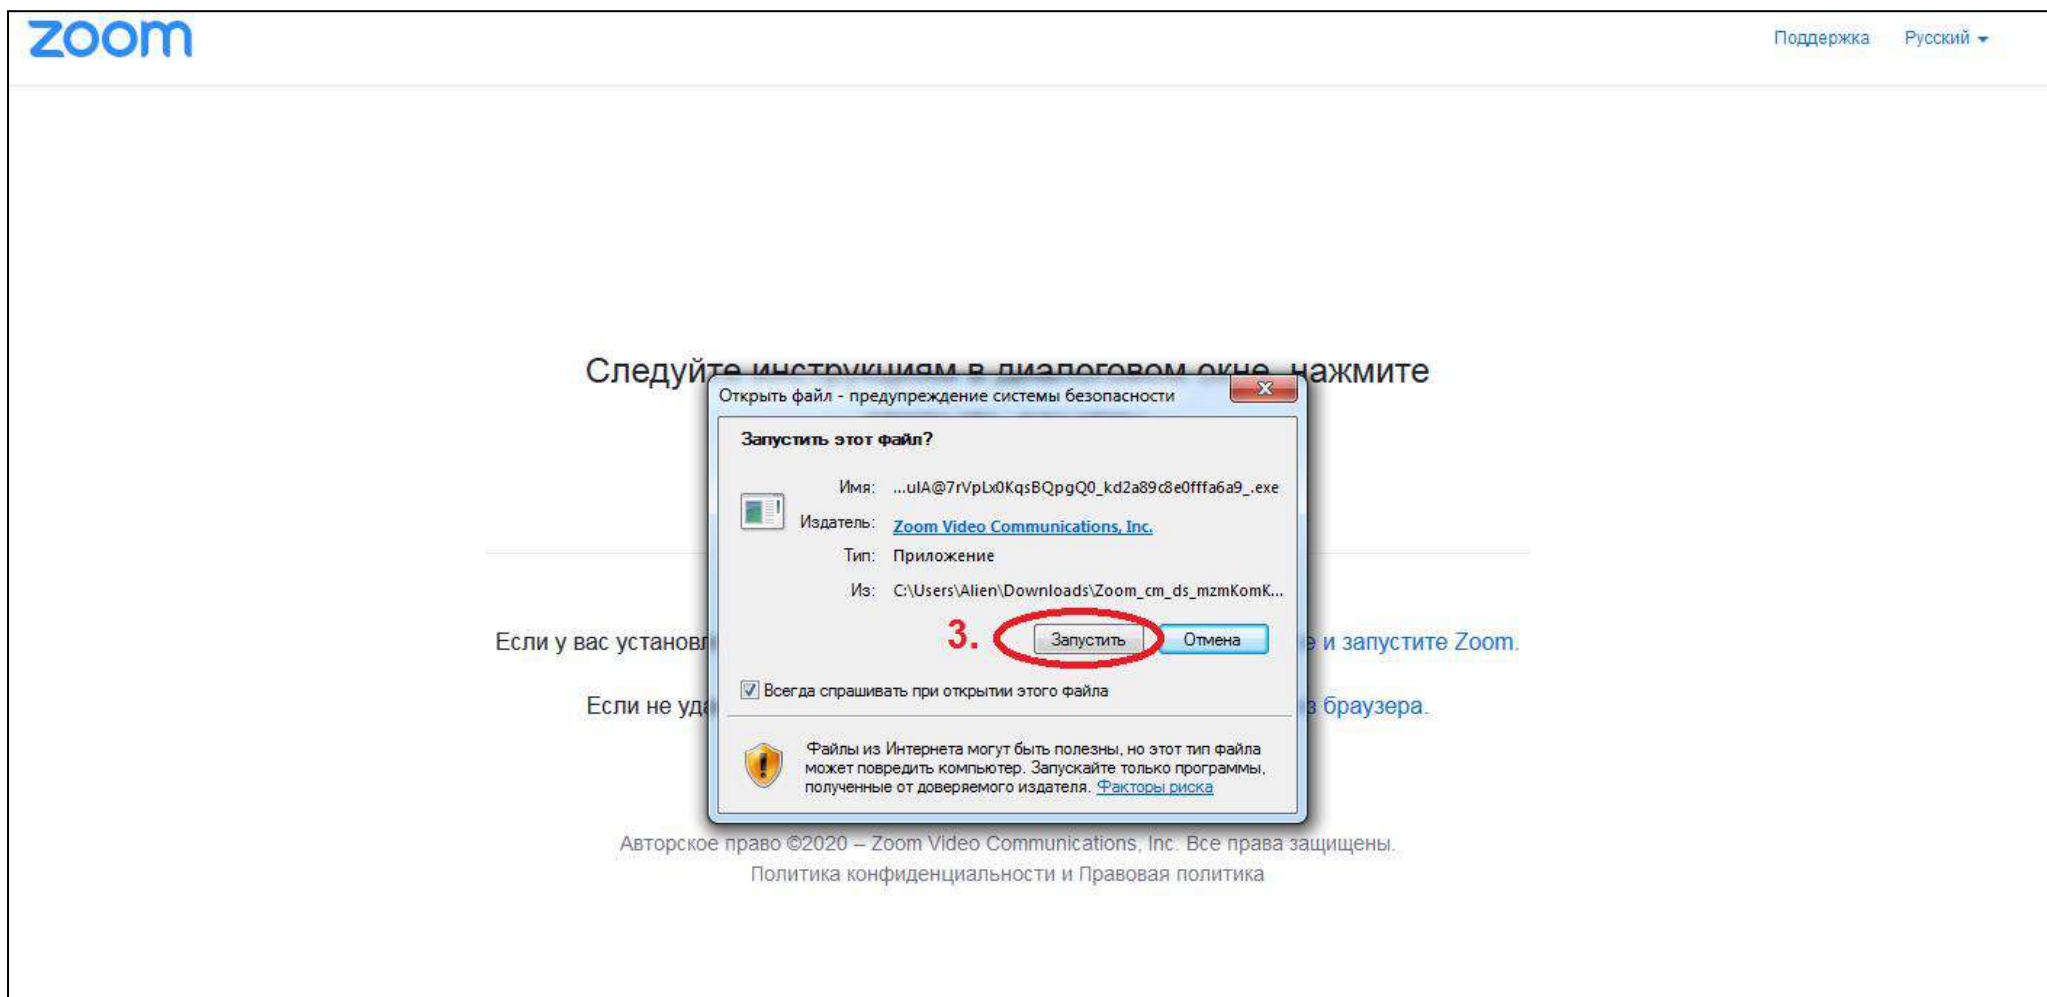 zoom
Поддержка Русский
Следуйте инструкциям в диалоговом окне, нажмите
Открыть файл - предупреждение системы безопасности
Запустить этот файл?
Имя: ...uIA@7rVpLx0KqsBQpgQ0_kd2a89c8e0fffa6a9_.exe
Издатель: Zoom Video Communications, Inc.
Тип: Приложение
Из: C:\Users\Alien\Downloads\Zoom_cm_ds_mzmKomK...
3. Запустить Отмена
Если у вас и запустите Zoom.
Всегда спрашивать при открытии этого файла
Если не браузера.
Файлы из Интернета могут быть полезны, но этот тип файла
может повредить компьютер. Запускайте только программы,
полученные от доверяемого издателя. Факторы риска
Авторское право ©2020 – Zoom Video Communications, Inc. Все права защищены.
Политика конфиденциальности и Правовая политика